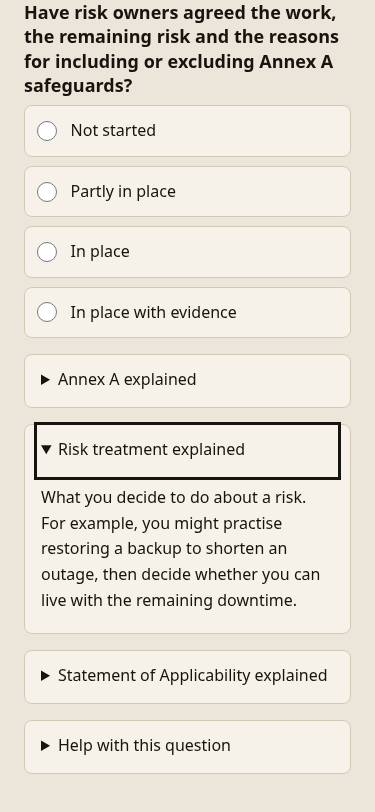 Have risk owners agreed the work,
the remaining risk and the reasons
for including or excluding Annex A
safeguards?
Not started
Partly in place
In place
In place with evidence
Annex A explained
Risk treatment explained
What you decide to do about a risk.
For example, you might practise
restoring a backup to shorten an
outage, then decide whether you can
live with the remaining downtime.
Statement of Applicability explained
Help with this question